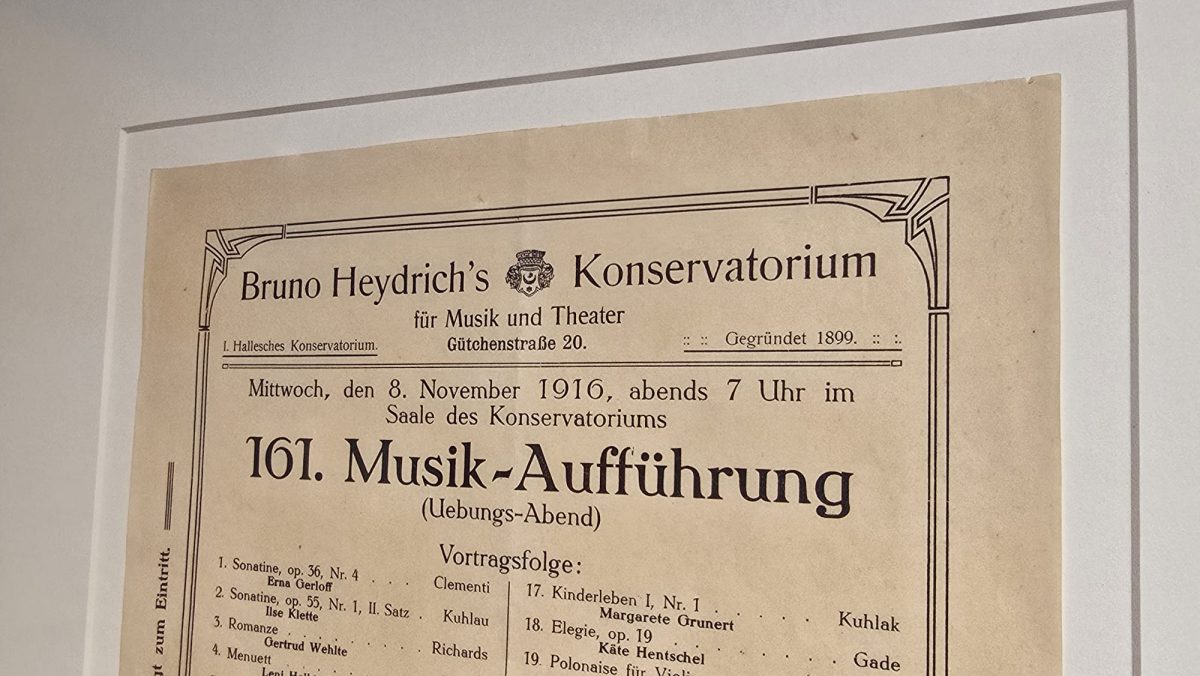 Bruno Heydrich's Konservatorium
für Musik und Theater
I. Hallesches Konservatorium.
Gütchenstraße 20.
:: :: Gegründet 1899. :: :.
Mittwoch, den 8. November 1916, abends 7 Uhr im
Saale des Konservatoriums
161. Musik-Aufführung
(Uebungs-Abend)
Vortragsfolge:
1. Sonatine, op. 36, Nr. 4 . . . . Clementi
Erna Gerloff
2. Sonatine, op. 55, Nr. 1, II. Satz . Kuhlau
Ilse Klette
3. Romanze . . . . . . . . Richards
Gertrud Wehlte
4. Menuett
Leni
17. Kinderleben I, Nr. 1 . . . . . Kuhlak
Margarete Grunert
18. Elegie, op. 19 . . . . . . . Gade
Käte Hentschel
19. Polonaise für
zum Eintritt.